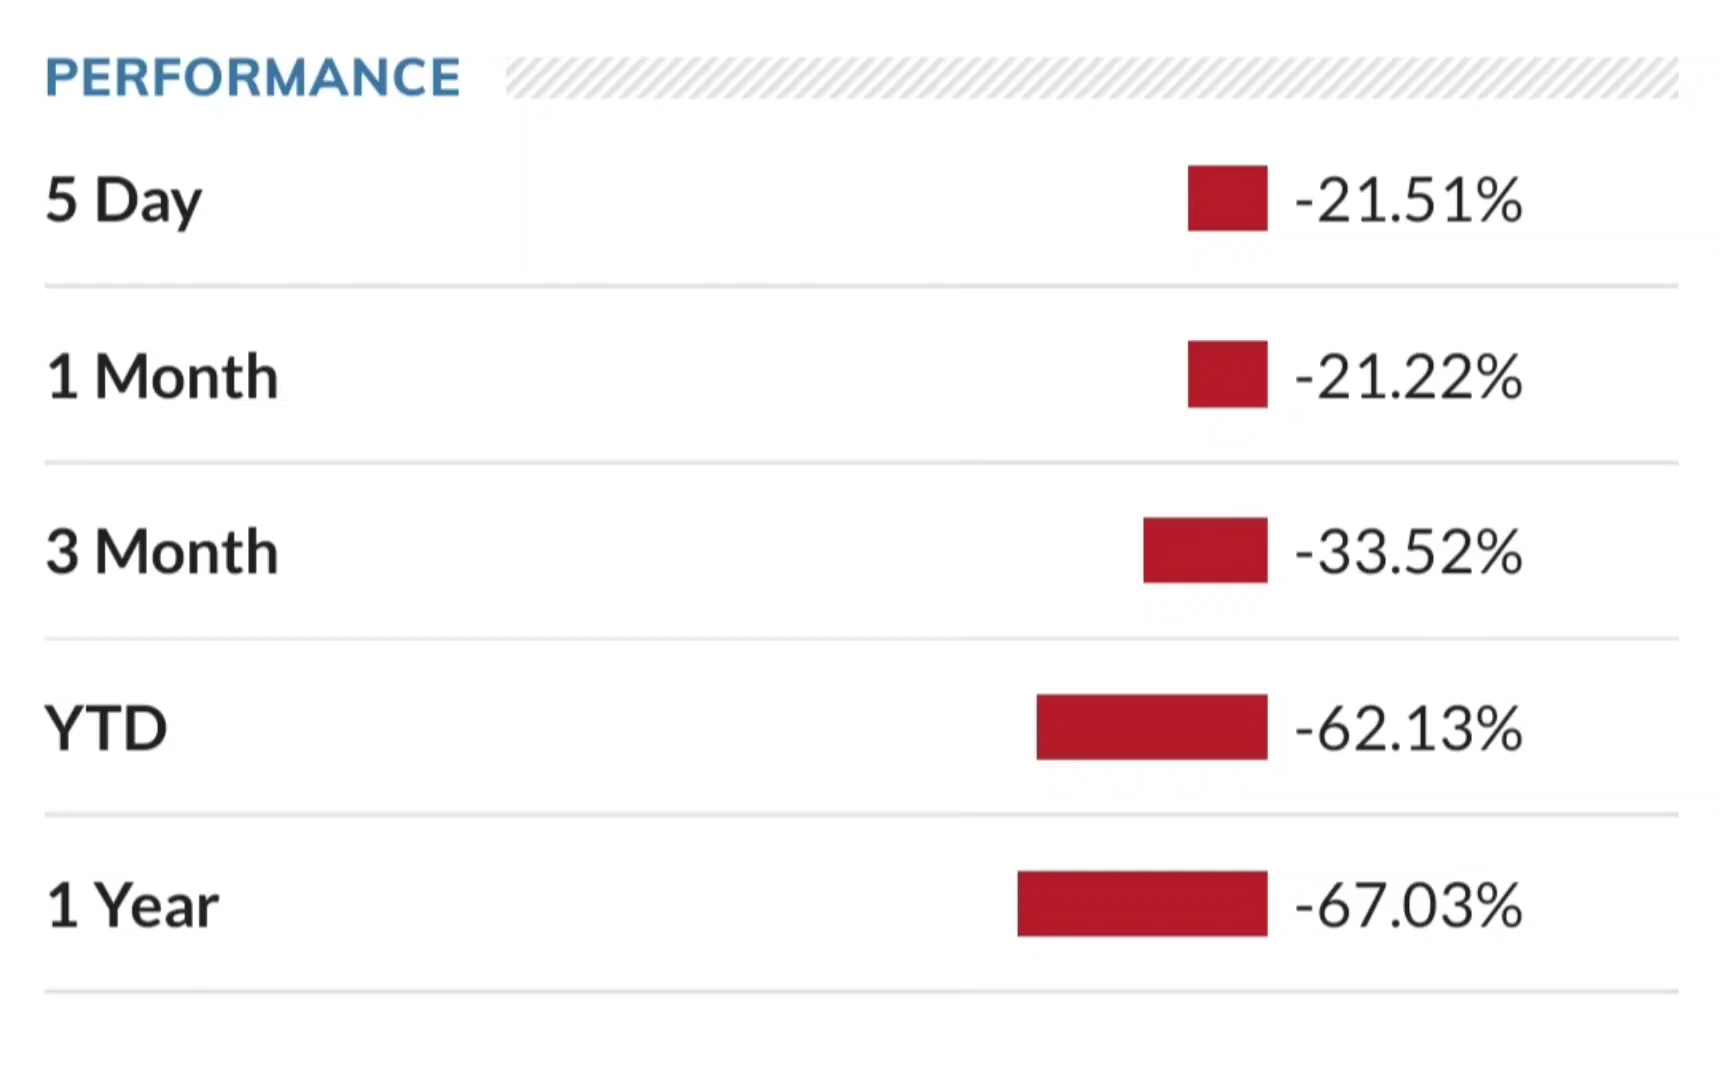 PERFORMANCE
5 Day -21.51%
1 Month -21.22%
3 Month -33.52%
YTD -62.13%
1 Year -67.03%